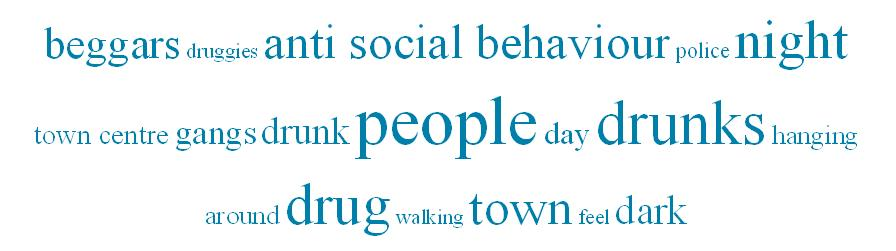 beggars druggies anti social behaviour police night
town centre gangs drunk people day drunks hanging
around drug walking town feel dark